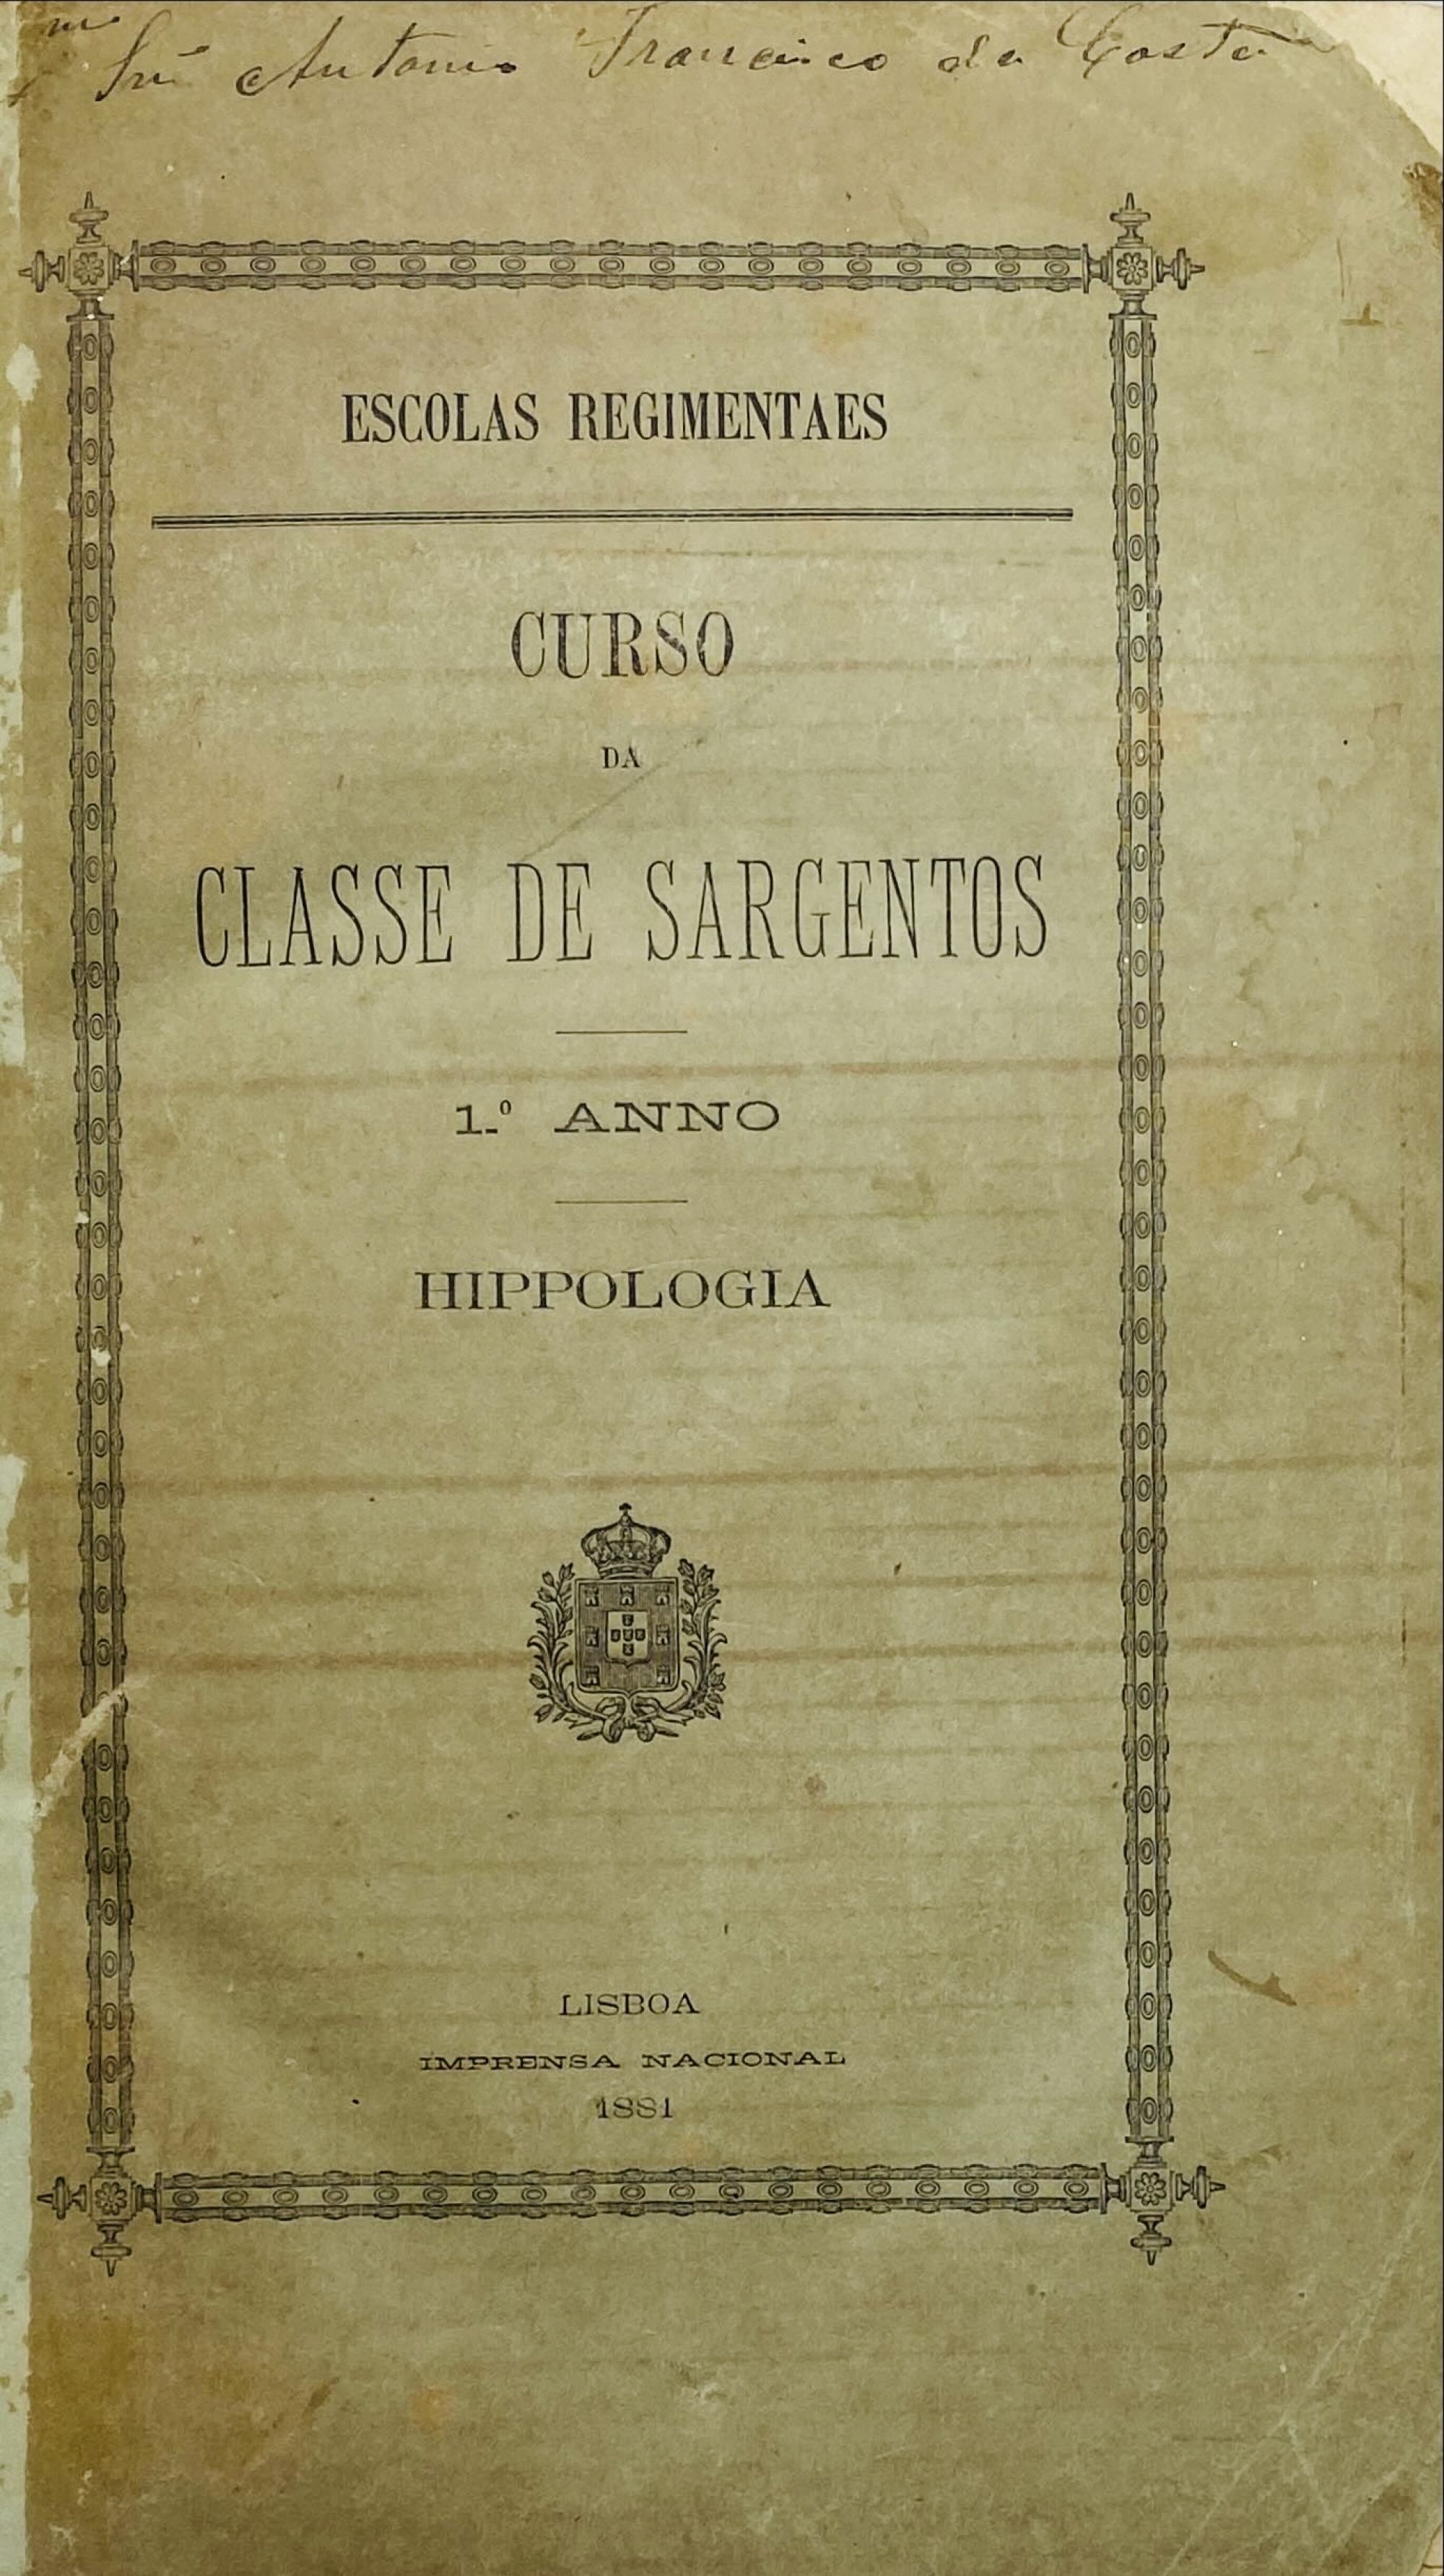 Snr Antonio Francisco da Costa
ESCOLAS REGIMENTAES
CURSO
DA
CLASSE DE SARGENTOS
1.º ANNO
HIPPOLOGIA
LISBOA
IMPRENSA NACIONAL
1881